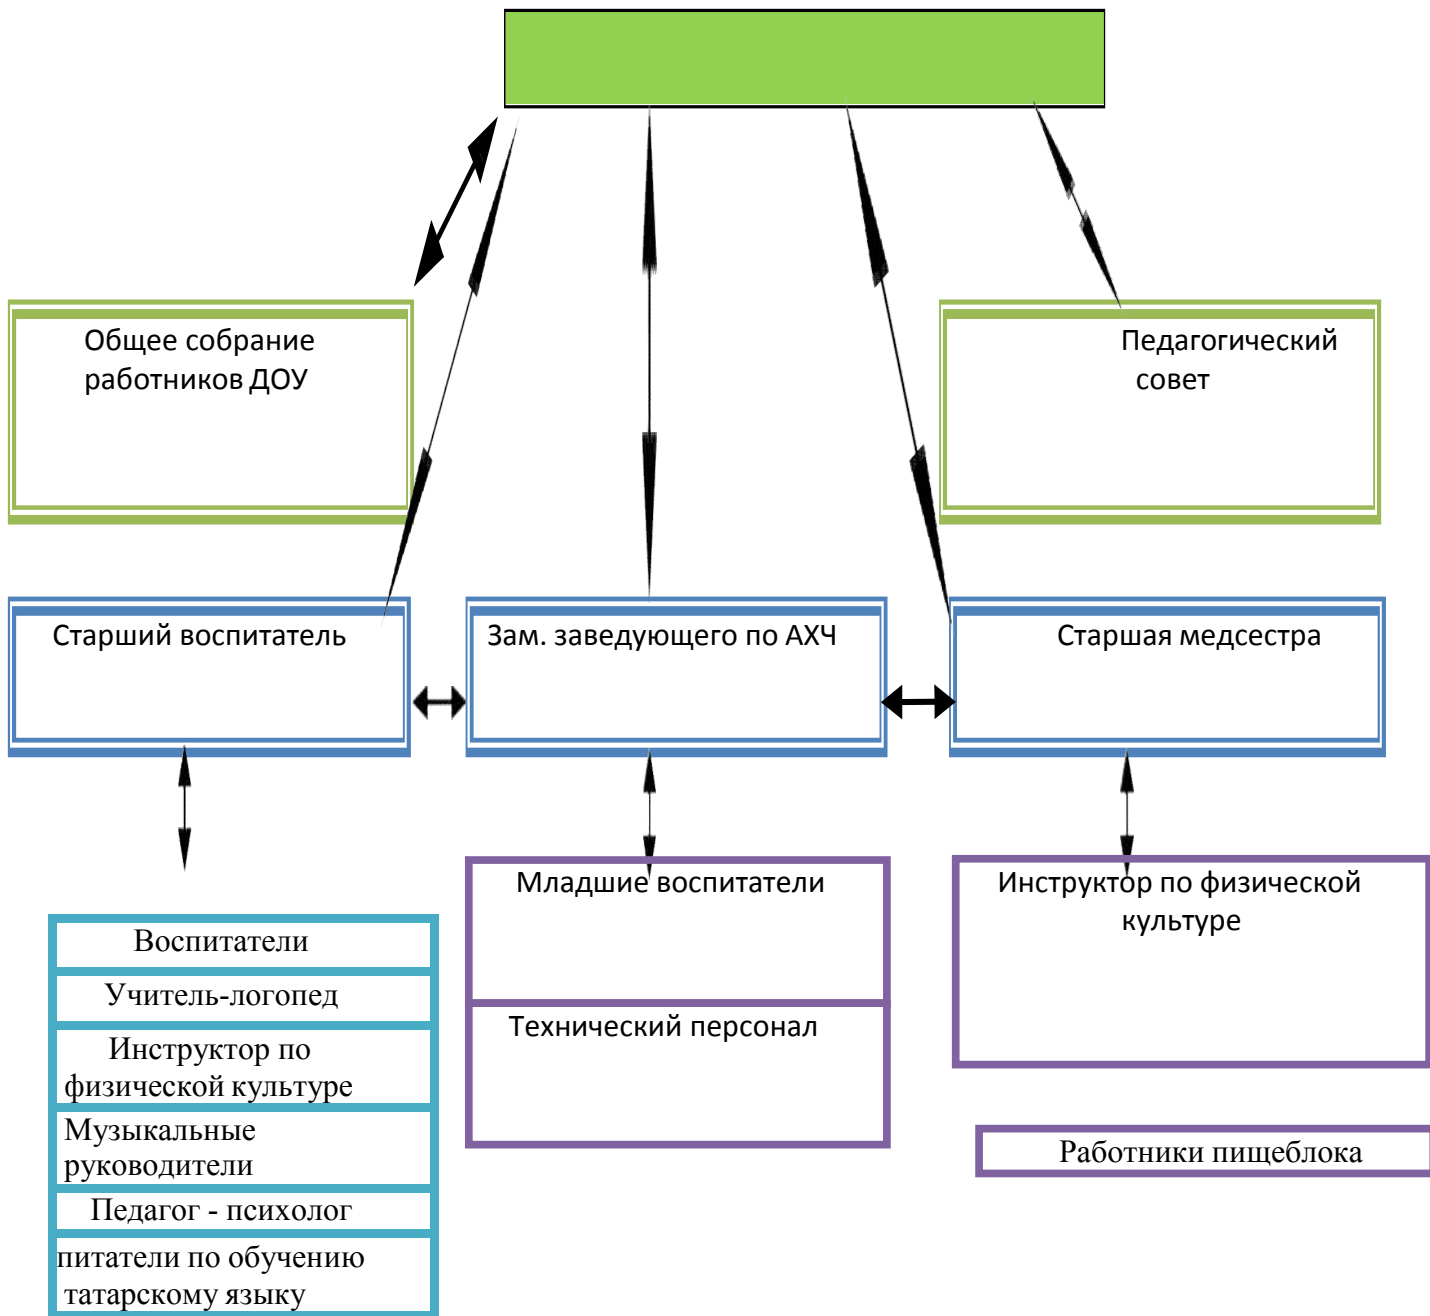 Общее собрание
работников ДОУ
Педагогический
совет
Старший воспитатель
Зам. заведующего по АХЧ
Старшая медсестра
Воспитатели
Учитель-логопед
Инструктор по
физической культуре
Музыкальные
руководители
Педагог - психолог
питатели по обучению
татарскому языку
Младшие воспитатели
Технический персонал
Инструктор по физической
культуре
Работники пищеблока